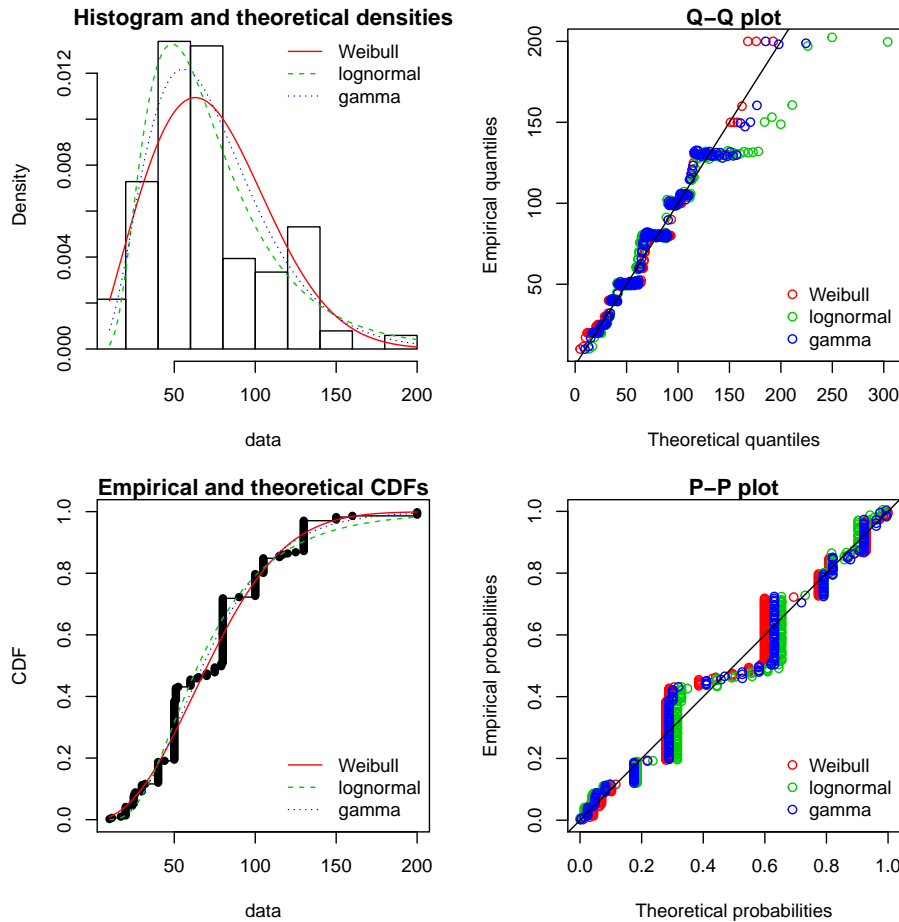 Histogram and theoretical densities
Weibull
lognormal
gamma
Density
0.000
0.004
0.008
0.012
50
100
150
200
data
Q−Q plot
Empirical quantiles
50
100
150
200
Weibull
lognormal
gamma
0
50
100
150
200
250
300
Theoretical quantiles
Empirical and theoretical CDFs
CDF
0.0
0.2
0.4
0.6
0.8
1.0
Weibull
lognormal
gamma
50
100
150
200
data
P−P plot
Empirical probabilities
0.0
0.2
0.4
0.6
0.8
1.0
Weibull
lognormal
gamma
0.0
0.2
0.4
0.6
0.8
1.0
Theoretical probabilities